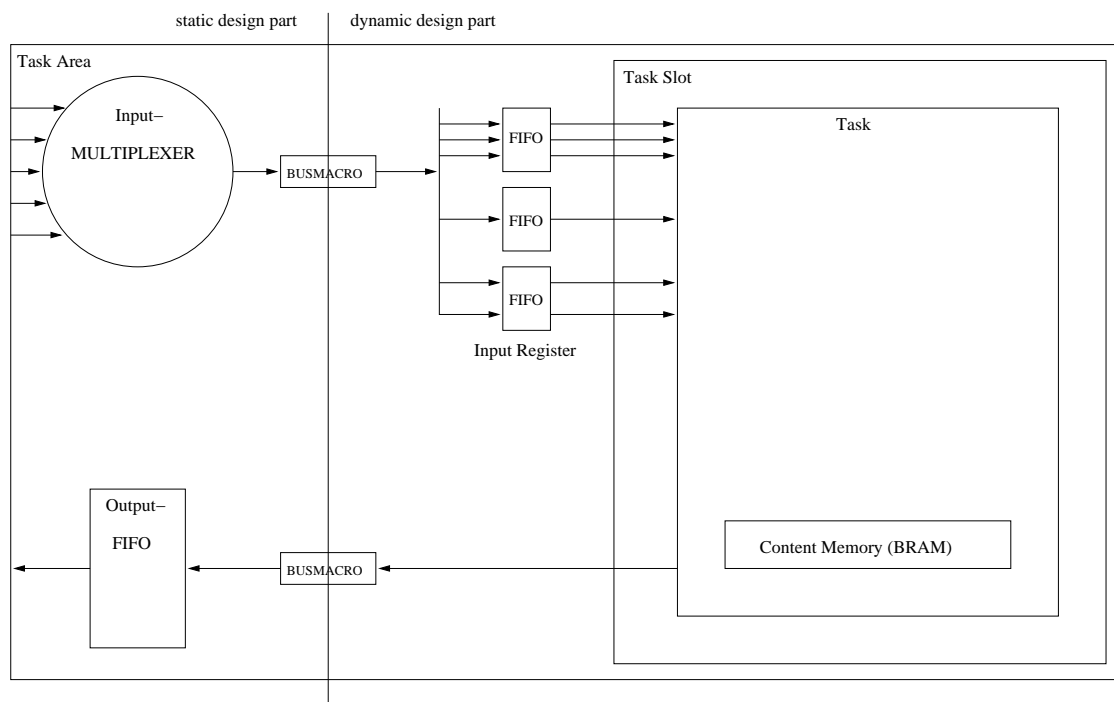 static design part
dynamic design part
Task Area
Input–
MULTIPLEXER
BUSMACRO
FIFO
FIFO
FIFO
Input Register
Task Slot
Task
Content Memory (BRAM)
Output–
FIFO
BUSMACRO